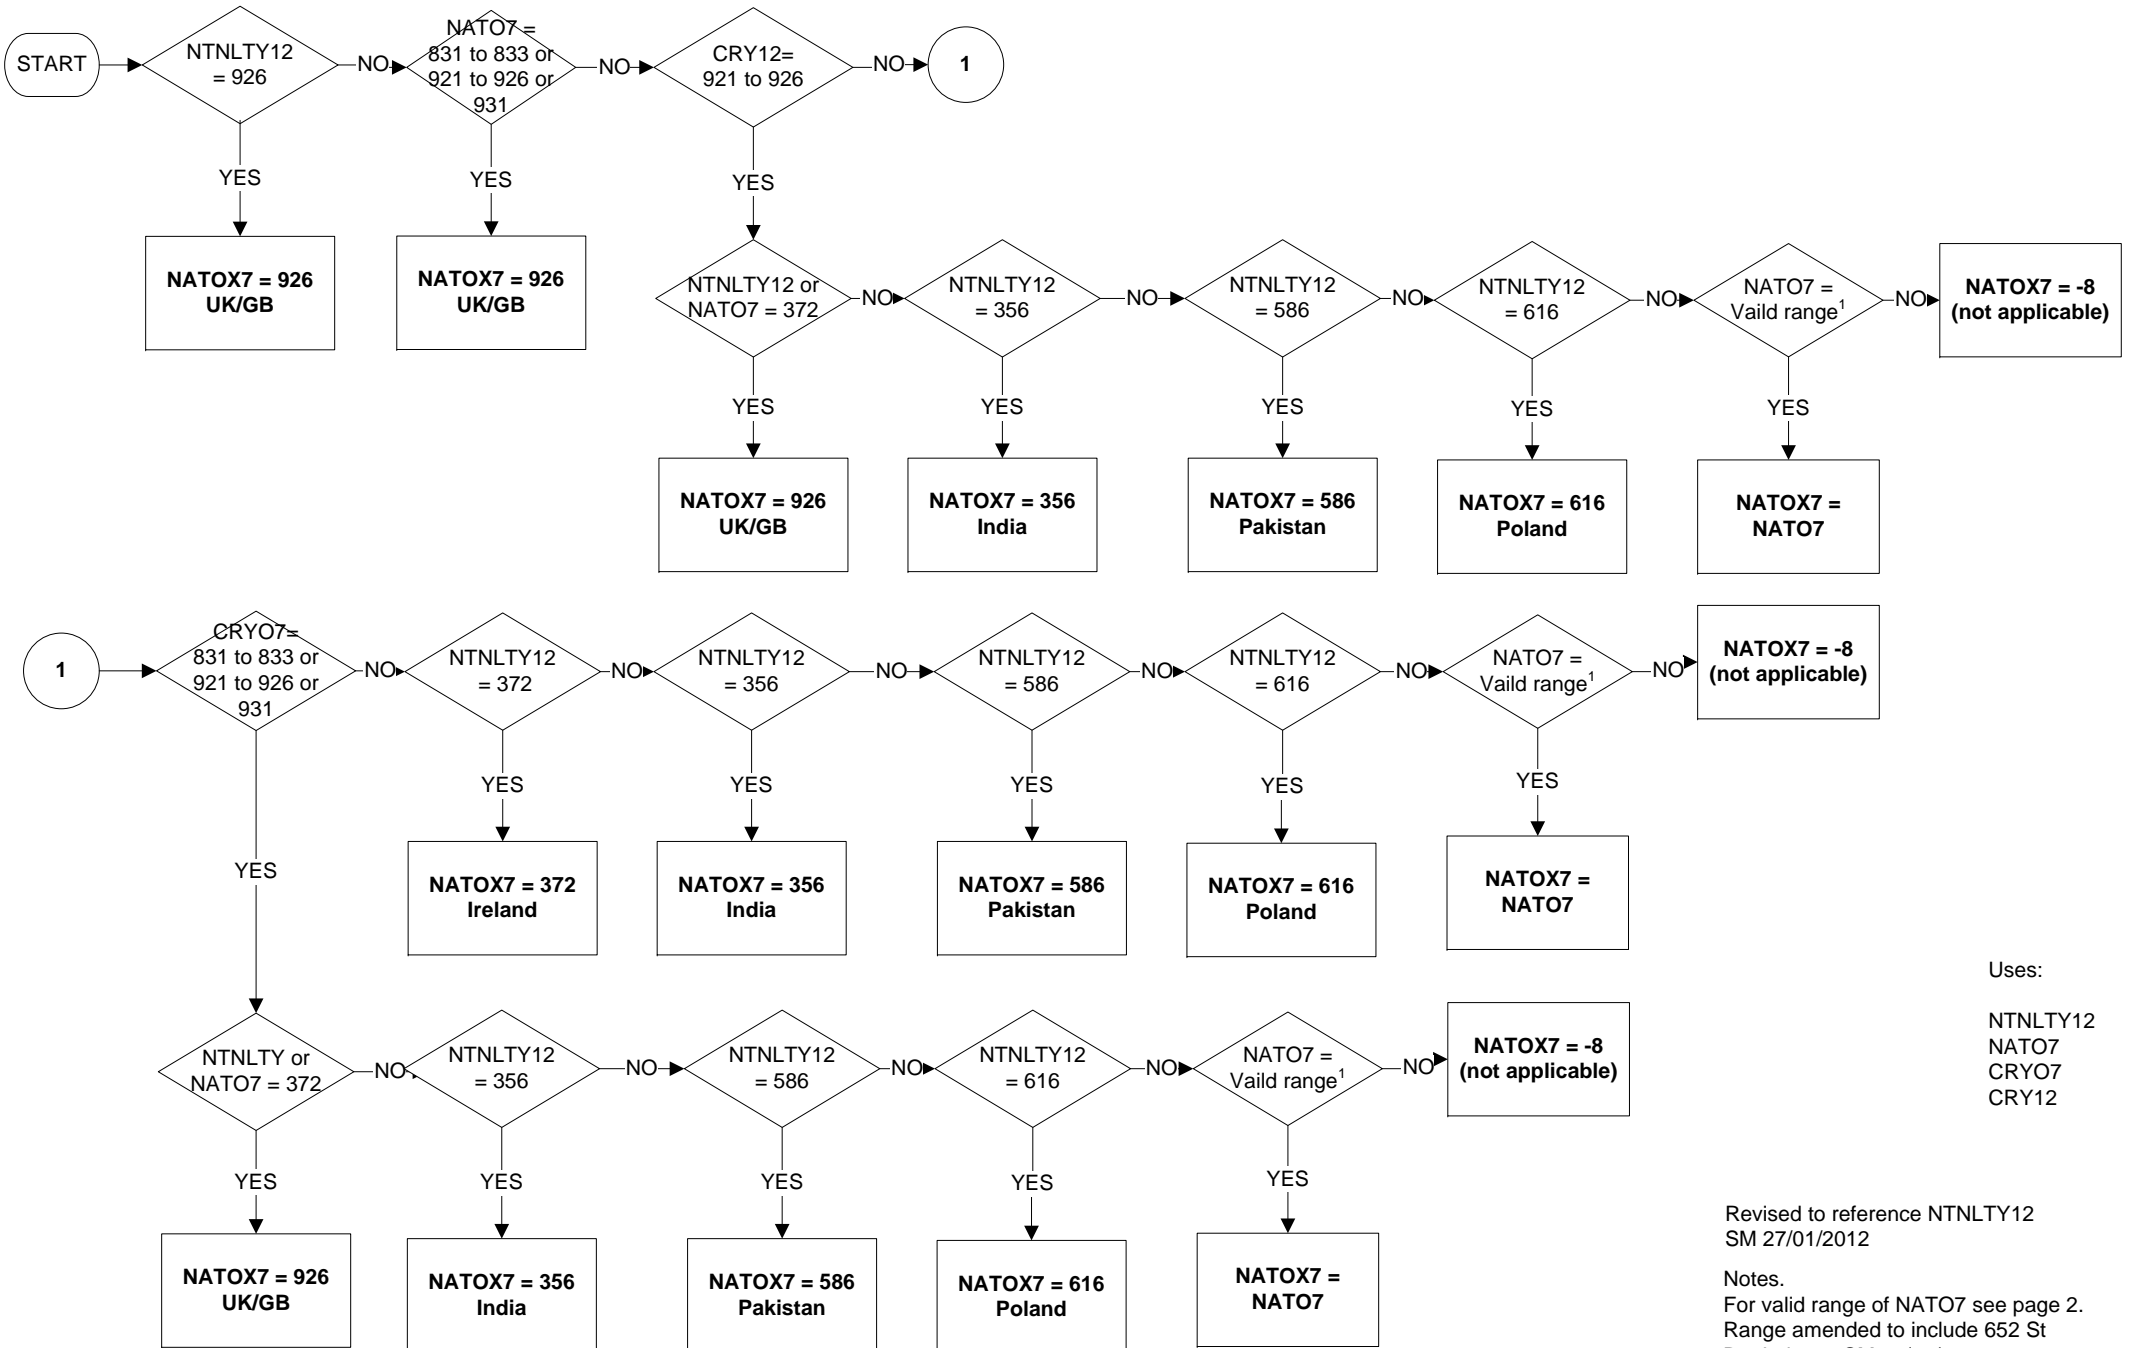 START
NTNLTY12
= 926
NO
NATO7 =
831 to 833 or
921 to 926 or
931
NO
CRY12=
921 to 926
NO
1
YES
YES
YES
NATOX7 = 926
UK/GB
NATOX7 = 926
UK/GB
NTNLTY12 or
NATO7 = 372
NO
NTNLTY12
= 356
NO
NTNLTY12
= 586
NO
NTNLTY12
= 616
NO
NATO7 =
Vaild range¹
NO
NATOX7 = -8
(not applicable)
YES
YES
YES
YES
YES
NATOX7 = 926
UK/GB
NATOX7 = 356
India
NATOX7 = 586
Pakistan
NATOX7 = 616
Poland
NATOX7 =
NATO7
1
CRYO7=
831 to 833 or
921 to 926 or
931
NO
NTNLTY12
= 372
NO
NTNLTY12
= 356
NO
NTNLTY12
= 586
NO
NTNLTY12
= 616
NO
NATO7 =
Vaild range¹
NO
NATOX7 = -8
(not applicable)
YES
YES
YES
YES
YES
YES
NATOX7 = 372
Ireland
NATOX7 = 356
India
NATOX7 = 586
Pakistan
NATOX7 = 616
Poland
NATOX7 =
NATO7
NTNLTY or
NATO7 = 372
NO
NTNLTY12
= 356
NO
NTNLTY12
= 586
NO
NTNLTY12
= 616
NO
NATO7 =
Vaild range¹
NO
NATOX7 = -8
(not applicable)
YES
YES
YES
YES
YES
NATOX7 = 926
UK/GB
NATOX7 = 356
India
NATOX7 = 586
Pakistan
NATOX7 = 616
Poland
NATOX7 =
NATO7
Uses:
NTNLTY12
NATO7
CRYO7
CRY12
Revised to reference NTNLTY12
SM 27/01/2012
Notes.
For valid range of NATO7 see page 2.
Range amended to include 652 St